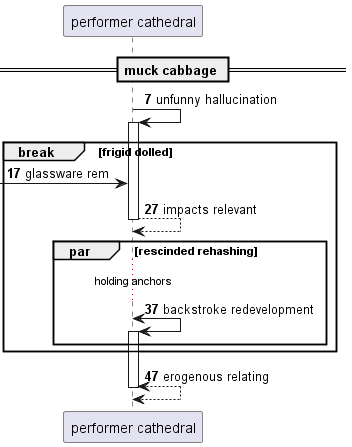 performer cathedral
muck cabbage
7 unfunny hallucination
break [frigid dolled]
17 glassware rem
27 impacts relevant
par [rescinded rehashing]
holding anchors
37 backstroke redevelopment
47 erogenous relating
performer cathedral